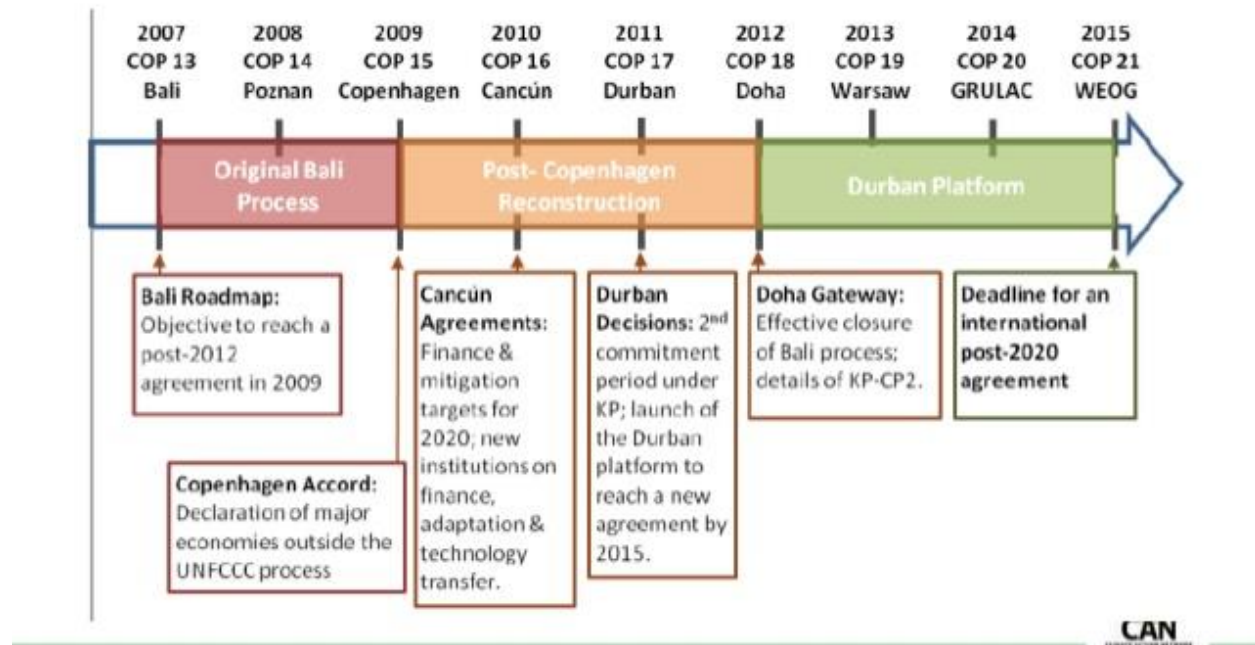 2007
COP 13
Bali
2008
COP 14
Poznan
2009
COP 15
Copenhagen
2010
COP 16
Cancún
2011
COP 17
Durban
2012
COP 18
Doha
2013
COP 19
Warsaw
2014
COP 20
GRULAC
2015
COP 21
WEOG
Original Bali
Process
Post- Copenhagen
Reconstruction
Durban Platform
Bali Roadmap:
Objective to reach a
post-2012
agreement in 2009
Copenhagen Accord:
Declaration of major
economies outside the
UNFCCC process
Cancún
Agreements:
Finance &
mitigation
targets for
2020; new
institutions on
finance,
adaptation &
technology
transfer.
Durban
Decisions: 2nd
commitment
period under
KP; launch of
the Durban
platform to
reach a new
agreement by
2015.
Doha Gateway:
Effective closure
of Bali process;
details of KP-CP2.
Deadline for an
international
post-2020
agreement
CAN